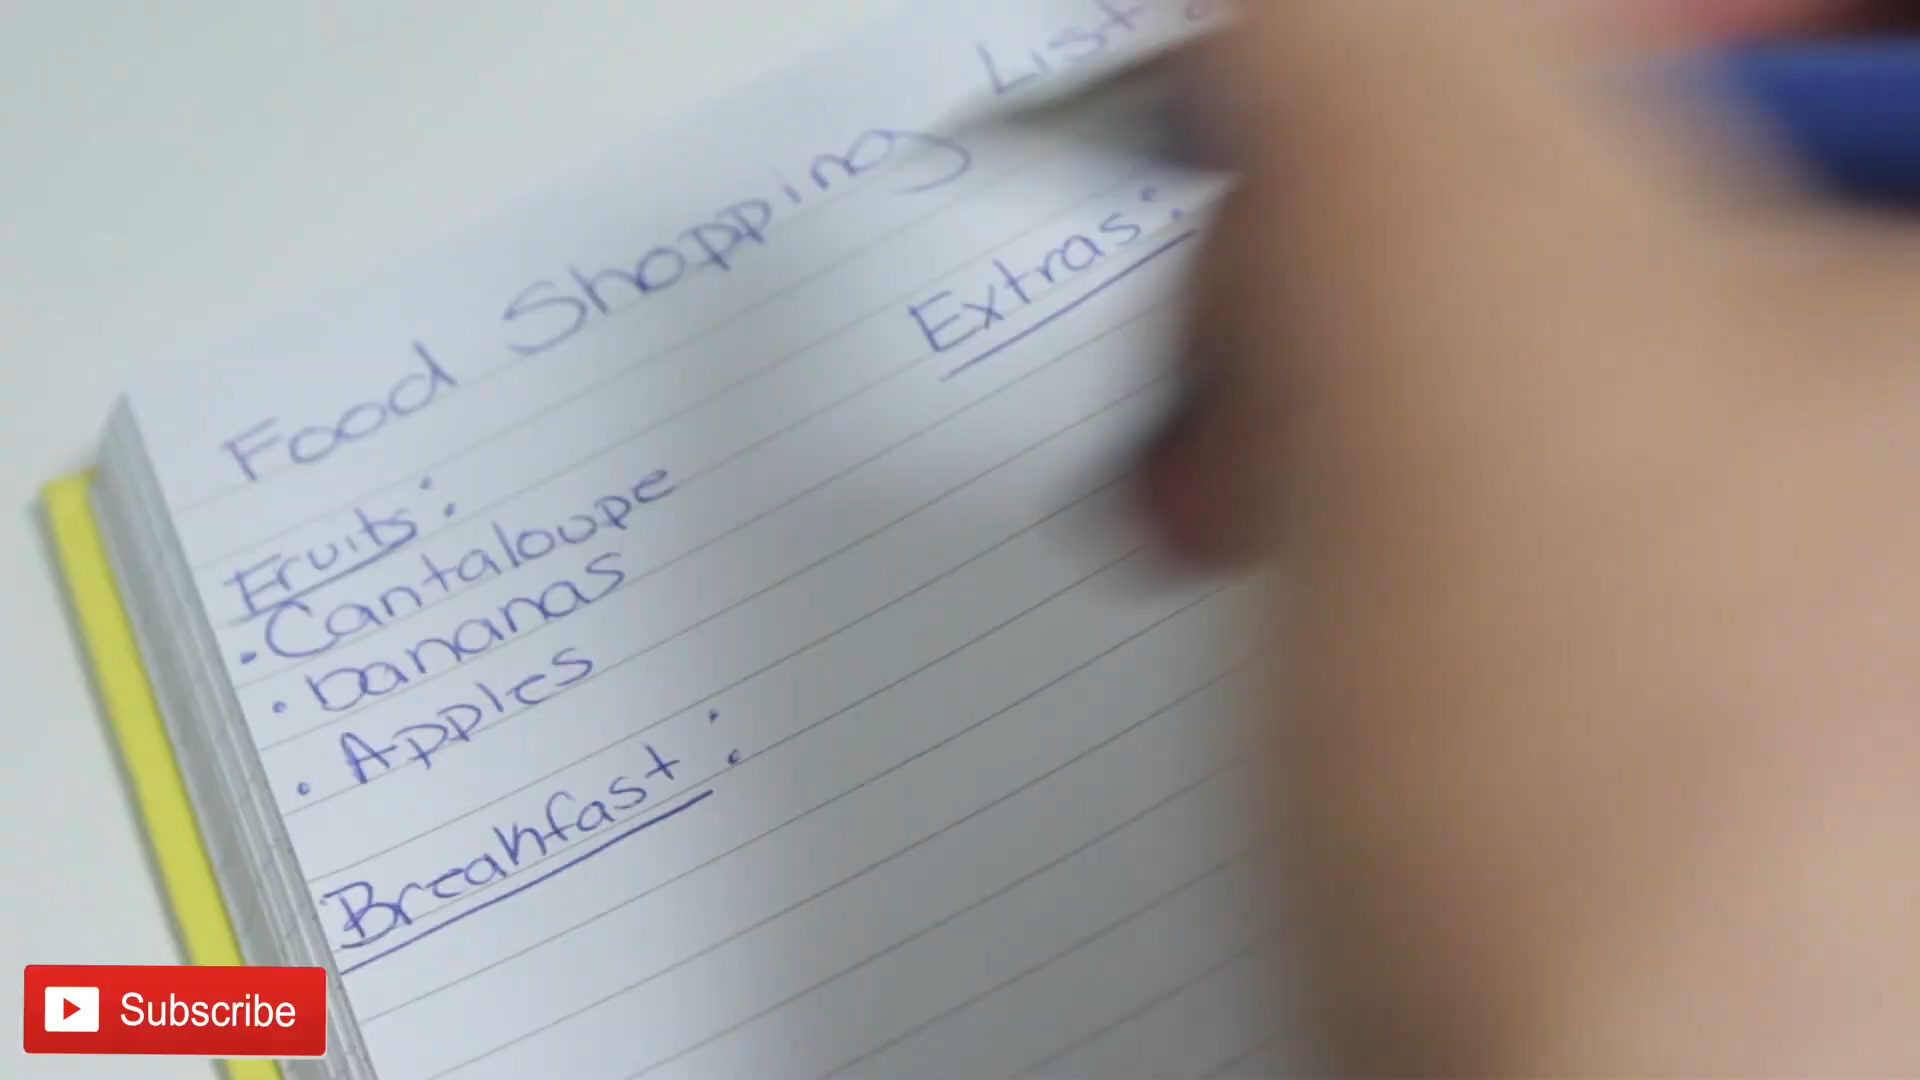 Food Shopping List:
Fruits:
• Cantaloupe
• bananas
• Apples
Breakfast:
Extras:
Subscribe